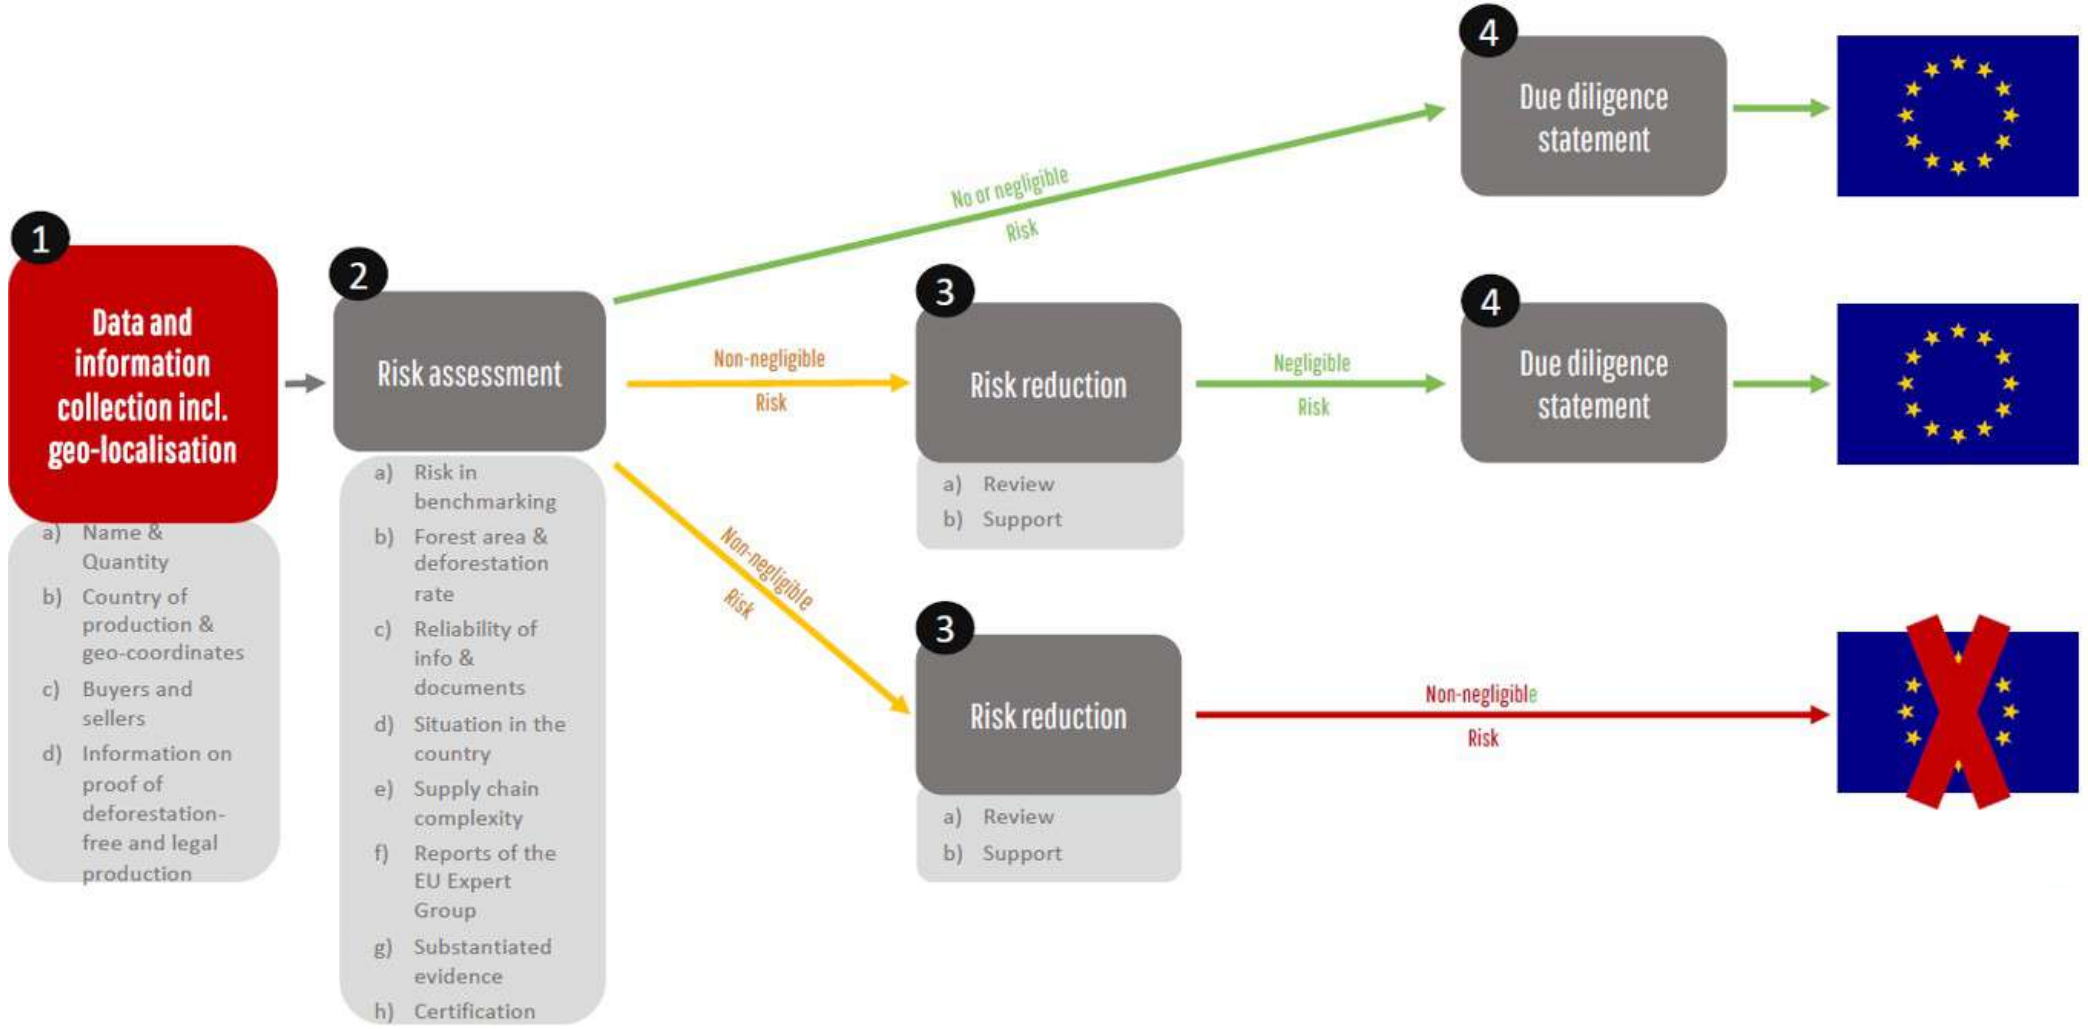 1
Data and
information
collection incl.
geo-localisation
a) Name &
Quantity
b) Country of
production &
geo-coordinates
c) Buyers and
sellers
d) Information on
proof of
deforestation-
free and legal
production
2
Risk assessment
a) Risk in
benchmarking
b) Forest area &
deforestation
rate
c) Reliability of
info &
documents
d) Situation in the
country
e) Supply chain
complexity
f) Reports of the
EU Expert
Group
g) Substantiated
evidence
h) Certification
No or negligible
Risk
4
Due diligence
statement
Non-negligible
Risk
3
Risk reduction
a) Review
b) Support
Negligible
Risk
4
Due diligence
statement
Non-negligible
Risk
3
Risk reduction
a) Review
b) Support
Non-negligible
Risk